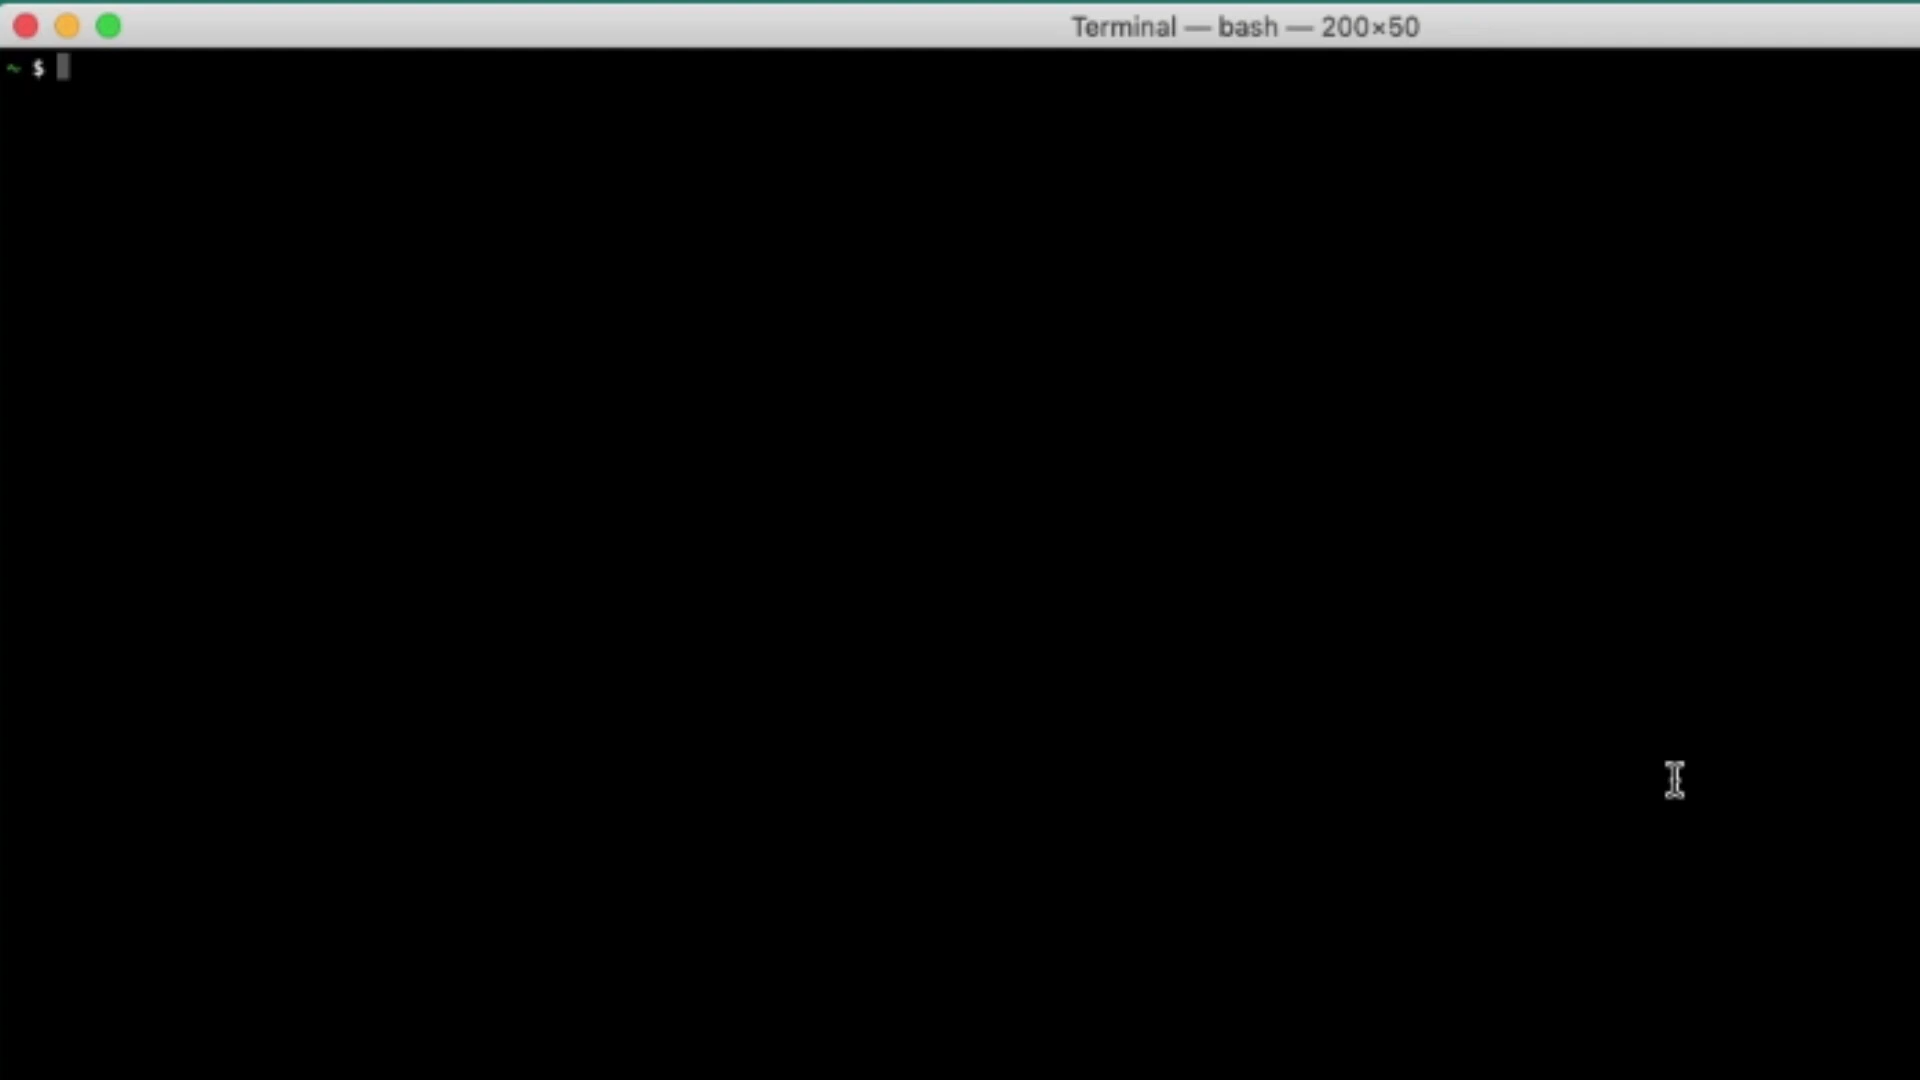 Terminal — bash — 200×50
~ $